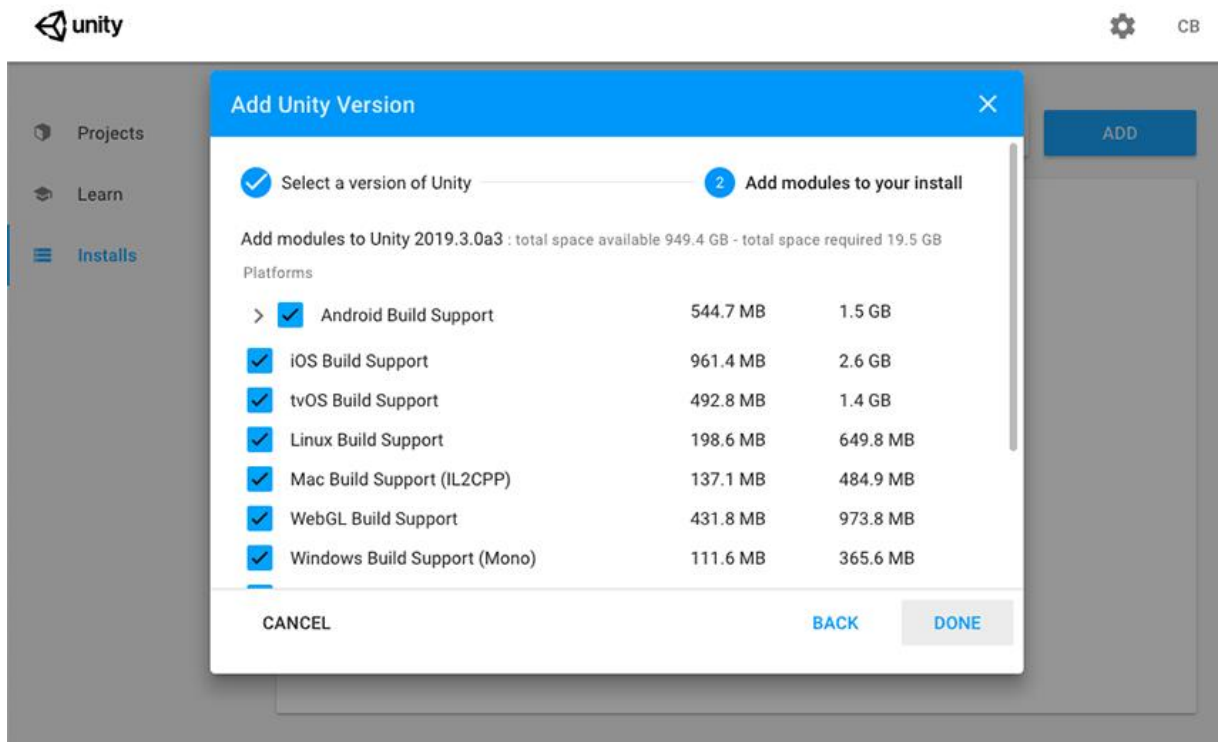 unity
CB
Add Unity Version
Projects
ADD
Select a version of Unity
2 Add modules to your install
Learn
Add modules to Unity 2019.3.0a3 : total space available 949.4 GB - total space required 19.5 GB
Installs
Platforms
Android Build Support 544.7 MB 1.5 GB
iOS Build Support 961.4 MB 2.6 GB
tvOS Build Support 492.8 MB 1.4 GB
Linux Build Support 198.6 MB 649.8 MB
Mac Build Support (IL2CPP) 137.1 MB 484.9 MB
WebGL Build Support 431.8 MB 973.8 MB
Windows Build Support (Mono) 111.6 MB 365.6 MB
CANCEL BACK DONE